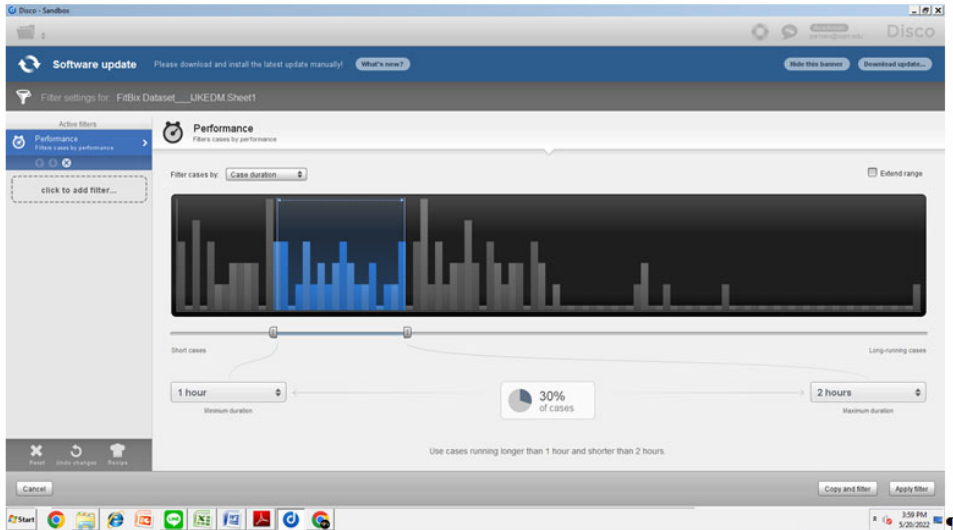 Disco - Sandbox
Disco
Software update Please download and install the latest update manually! What's new? Hide this banner Download update...
Filter settings for: FitBix Dataset___IJKEDM.Sheet1
Active filters
Performance
Filters cases by performance
click to add filter...
Performance
Filters cases by performance
Filter cases by: Case duration
Extend range
Short cases Long-running cases
1 hour
Minimum duration
30%
of cases
2 hours
Maximum duration
Use cases running longer than 1 hour and shorter than 2 hours.
Reset Undo changes Recipe
Cancel Copy and filter Apply filter
Start
3:59 PM
5/20/2022